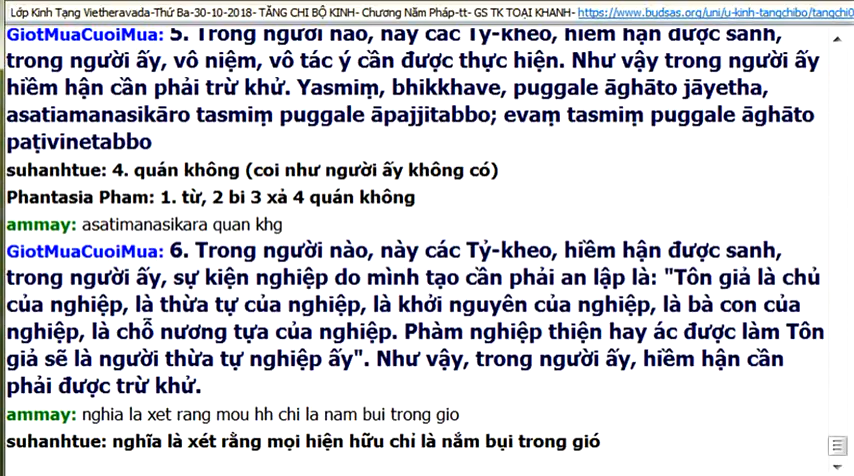 Lớp Kinh Tạng Vietheravada-Thứ Ba-30-10-2018- TĂNG CHI BỘ KINH- Chương Năm Pháp-tt- GS TK TOẠI KHANH- https://www.budsas.org/uni/u-kinh-tangchibo/tangchi0
GiotMuaCuoiMua: 5. Trong người nào, này các Tỷ-kheo, hiềm hận được sanh,
trong người ấy, vô niệm, vô tác ý cần được thực hiện. Như vậy trong người ấy
hiềm hận cần phải trừ khử. Yasmiṃ, bhikkhave, puggale āghāto jāyetha,
asatiamanasikāro tasmiṃ puggale āpajjitabbo; evaṃ tasmiṃ puggale āghāto
paṭivinetabbo
suhanhtue: 4. quán không (coi như người ấy không có)
Phantasia Pham: 1. từ, 2 bi 3 xả 4 quán không
ammay: asatimanasikara quan khg
GiotMuaCuoiMua: 6. Trong người nào, này các Tỷ-kheo, hiềm hận được sanh,
trong người ấy, sự kiện nghiệp do mình tạo cần phải an lập là: "Tôn giả là chủ
của nghiệp, là thừa tự của nghiệp, là khởi nguyên của nghiệp, là bà con của
nghiệp, là chỗ nương tựa của nghiệp. Phàm nghiệp thiện hay ác được làm Tôn
giả sẽ là người thừa tự nghiệp ấy". Như vậy, trong người ấy, hiềm hận cần
phải được trừ khử.
ammay: nghia la xet rang mou hh chi la nam bui trong gio
suhanhtue: nghĩa là xét rằng mọi hiện hữu chỉ là nắm bụi trong gió